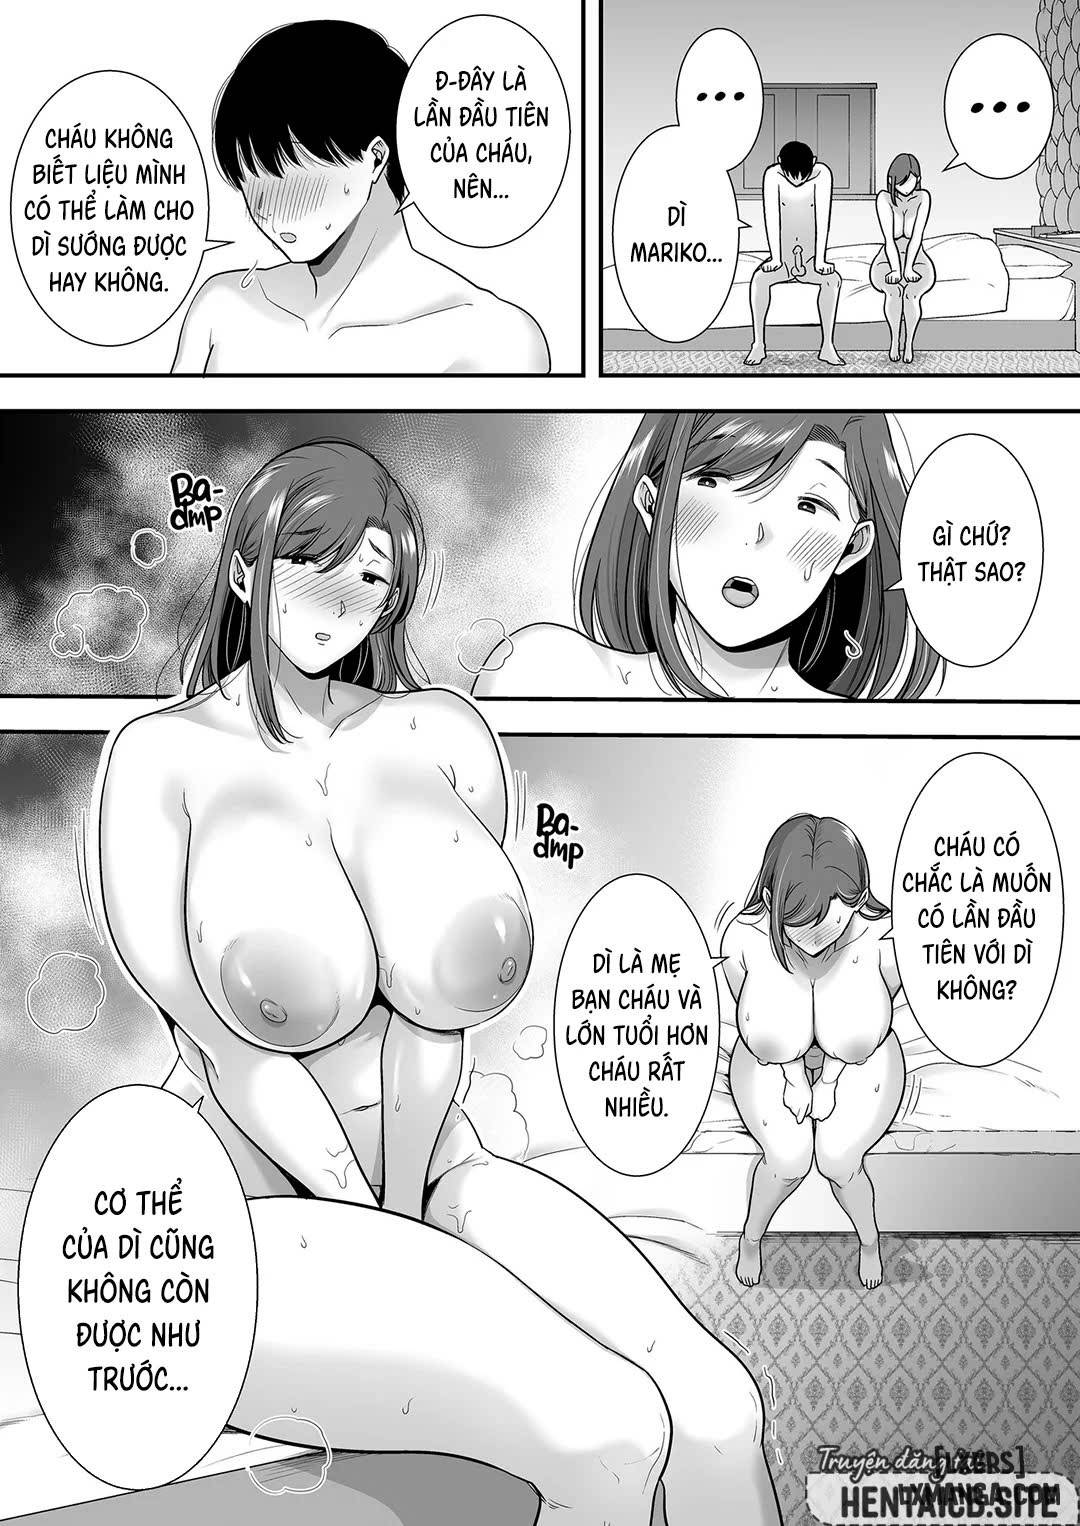 ...
...
DÌ
MARIKO...
Đ-ĐÂY LÀ
LẦN ĐẦU TIÊN
CỦA CHÁU,
NÊN...
CHÁU KHÔNG
BIẾT LIỆU MÌNH
CÓ THỂ LÀM CHO
DÌ SƯỚNG ĐƯỢC
HAY KHÔNG.
GÌ CHỨ?
THẬT SAO?
Ba-
dmp
CHÁU CÓ
CHẮC LÀ MUỐN
CÓ LẦN ĐẦU
TIÊN VỚI DÌ
KHÔNG?
Ba-
dmp
DÌ LÀ MẸ
BẠN CHÁU VÀ
LỚN TUỔI HƠN
CHÁU RẤT
NHIỀU.
CƠ THỂ
CỦA DÌ CŨNG
KHÔNG CÒN
ĐƯỢC NHƯ
TRƯỚC...
Truyện đăng
HENTAICB.SITE